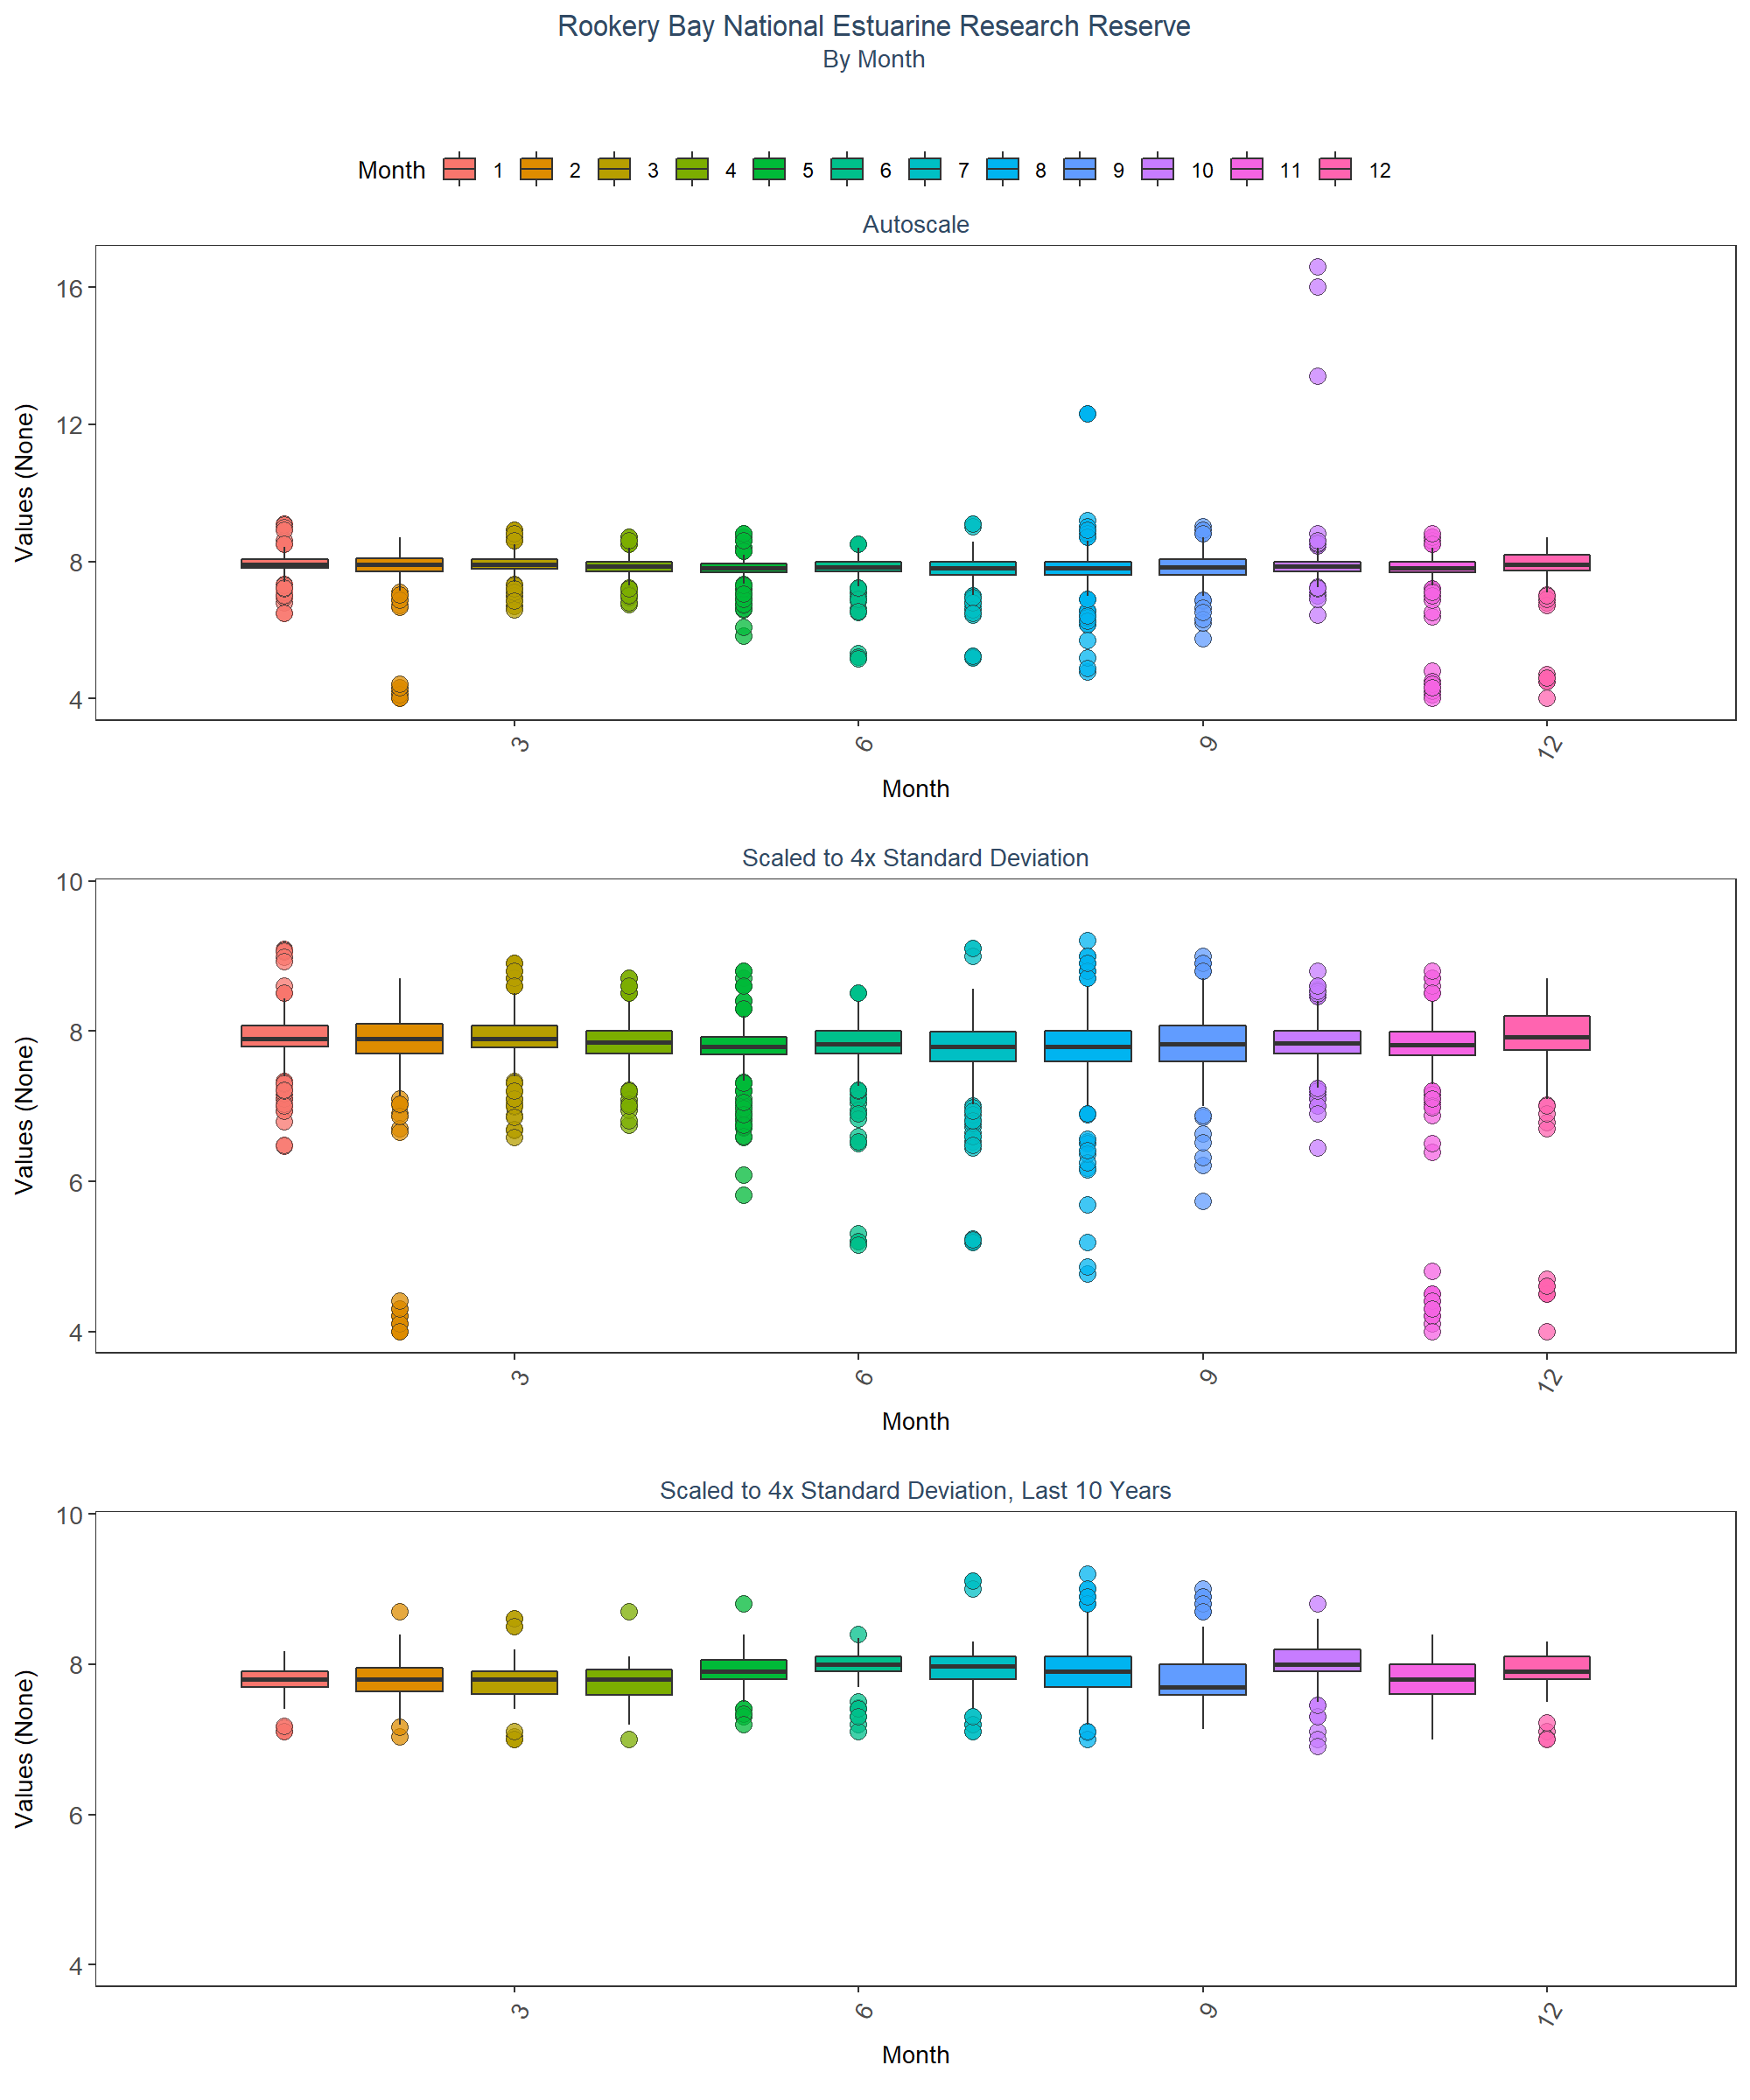 Rookery Bay National Estuarine Research Reserve
By Month
Month 1 2 3 4 5 6 7 8 9 10 11 12
Autoscale
Values (None)
16
12
8
4
3 6 9 12
Month
Scaled to 4x Standard Deviation
Values (None)
10
8
6
4
3 6 9 12
Month
Scaled to 4x Standard Deviation, Last 10 Years
Values (None)
10
8
6
4
3 6 9 12
Month